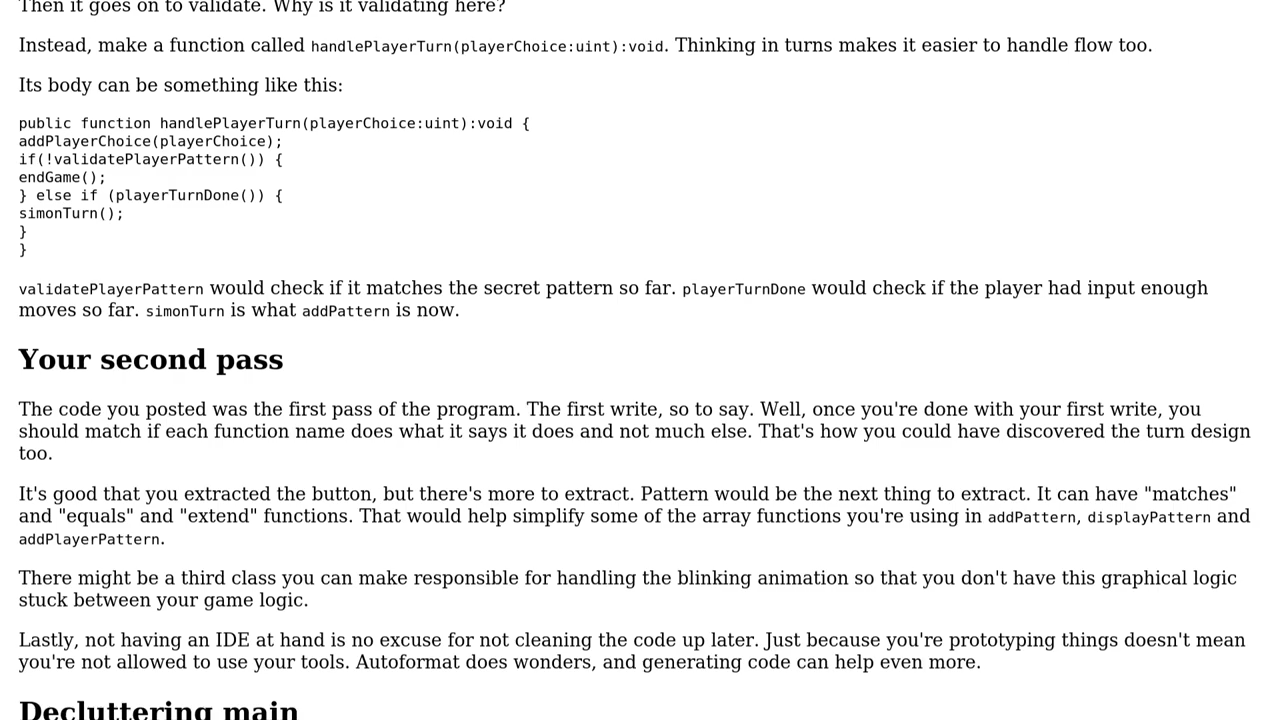 Then it goes on to validate. Why is it validating here?
Instead, make a function called handlePlayerTurn(playerChoice:uint):void. Thinking in turns makes it easier to handle flow too.
Its body can be something like this:
public function handlePlayerTurn(playerChoice:uint):void {
addPlayerChoice(playerChoice);
if(!validatePlayerPattern()) {
endGame();
} else if (playerTurnDone()) {
simonTurn();
}
}
validatePlayerPattern would check if it matches the secret pattern so far. playerTurnDone would check if the player had input enough
moves so far. simonTurn is what addPattern is now.
Your second pass
The code you posted was the first pass of the program. The first write, so to say. Well, once you're done with your first write, you
should match if each function name does what it says it does and not much else. That's how you could have discovered the turn design
too.
It's good that you extracted the button, but there's more to extract. Pattern would be the next thing to extract. It can have "matches"
and "equals" and "extend" functions. That would help simplify some of the array functions you're using in addPattern, displayPattern and
addPlayerPattern.
There might be a third class you can make responsible for handling the blinking animation so that you don't have this graphical logic
stuck between your game logic.
Lastly, not having an IDE at hand is no excuse for not cleaning the code up later. Just because you're prototyping things doesn't mean
you're not allowed to use your tools. Autoformat does wonders, and generating code can help even more.
Decluttering main